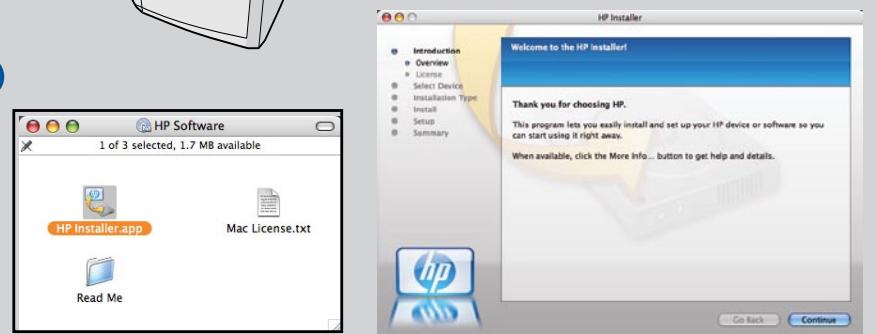 HP Software
1 of 3 selected, 1.7 MB available
HP Installer.app
Mac License.txt
Read Me
HP Installer
Introduction
Overview
License
Select Device
Installation Type
Install
Setup
Summary
Welcome to the HP Installer!
Thank you for choosing HP.
This program lets you easily install and set up your HP device or software so you
can start using it right away.
When available, click the More Info... button to get help and details.
hp
Go Back
Continue